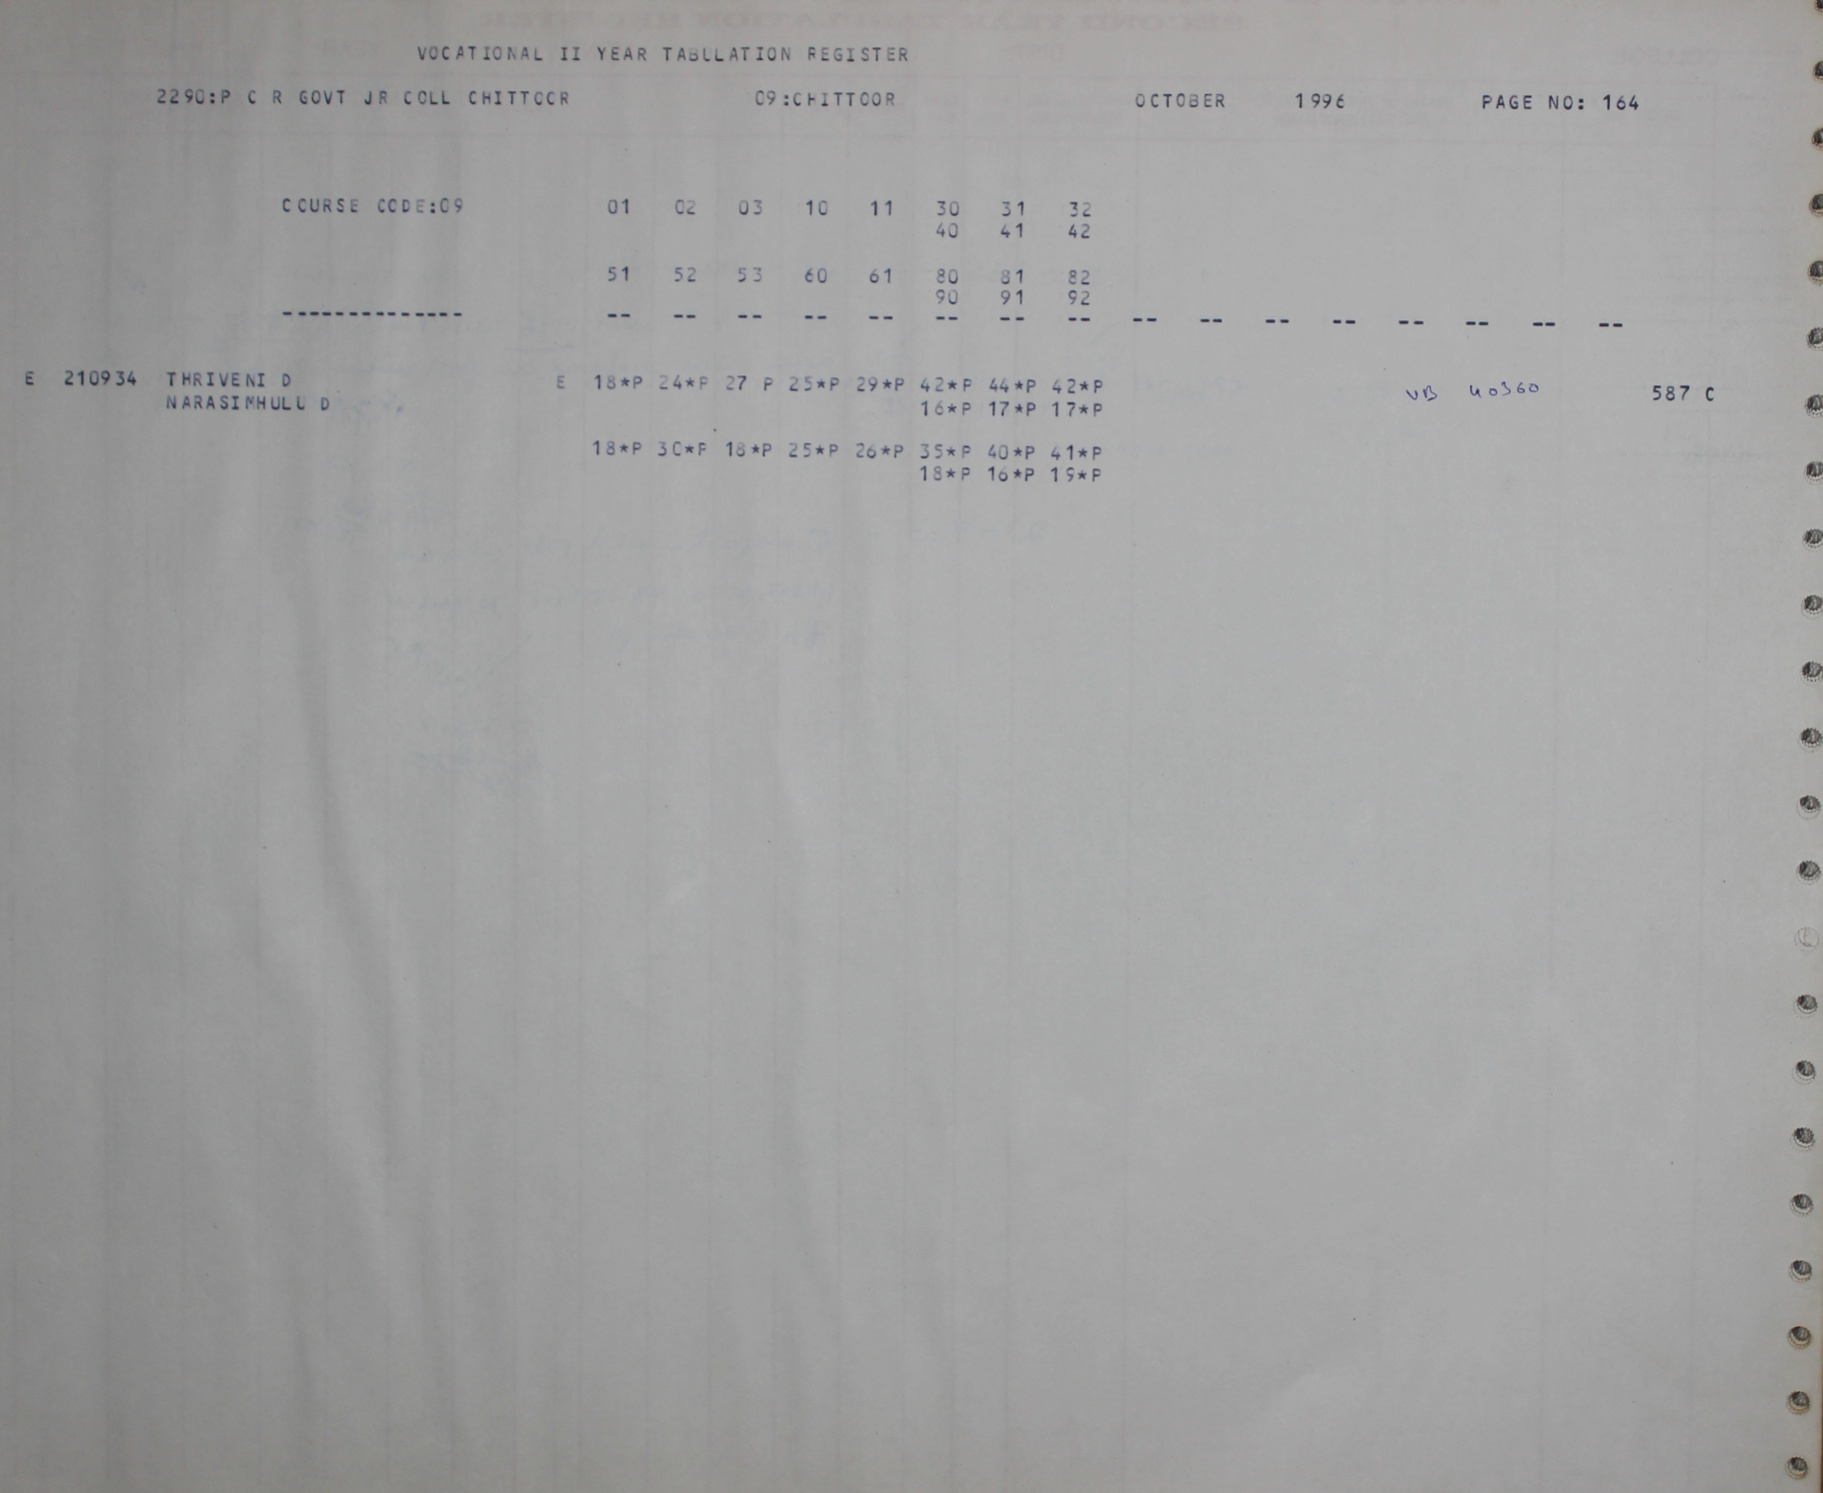 VOCATIONAL II YEAR TABULATION REGISTER
2290:P C R GOVT JR COLL CHITTOOR 09:CHITTOOR OCTOBER 1996 PAGE NO: 164
COURSE CODE:09 01 02 03 10 11 30 31 32
40 41 42
51 52 53 60 61 80 81 82
90 91 92
-------------- -- -- -- -- -- -- -- -- -- -- -- -- -- -- -- --
E 210934 THRIVENI D E 18*P 24*P 27 P 25*P 29*P 42*P 44*P 42*P VB 40360 587 C
NARASIMHULU D 16*P 17*P 17*P
18*P 30*P 18*P 25*P 26*P 35*P 40*P 41*P
18*P 16*P 19*P